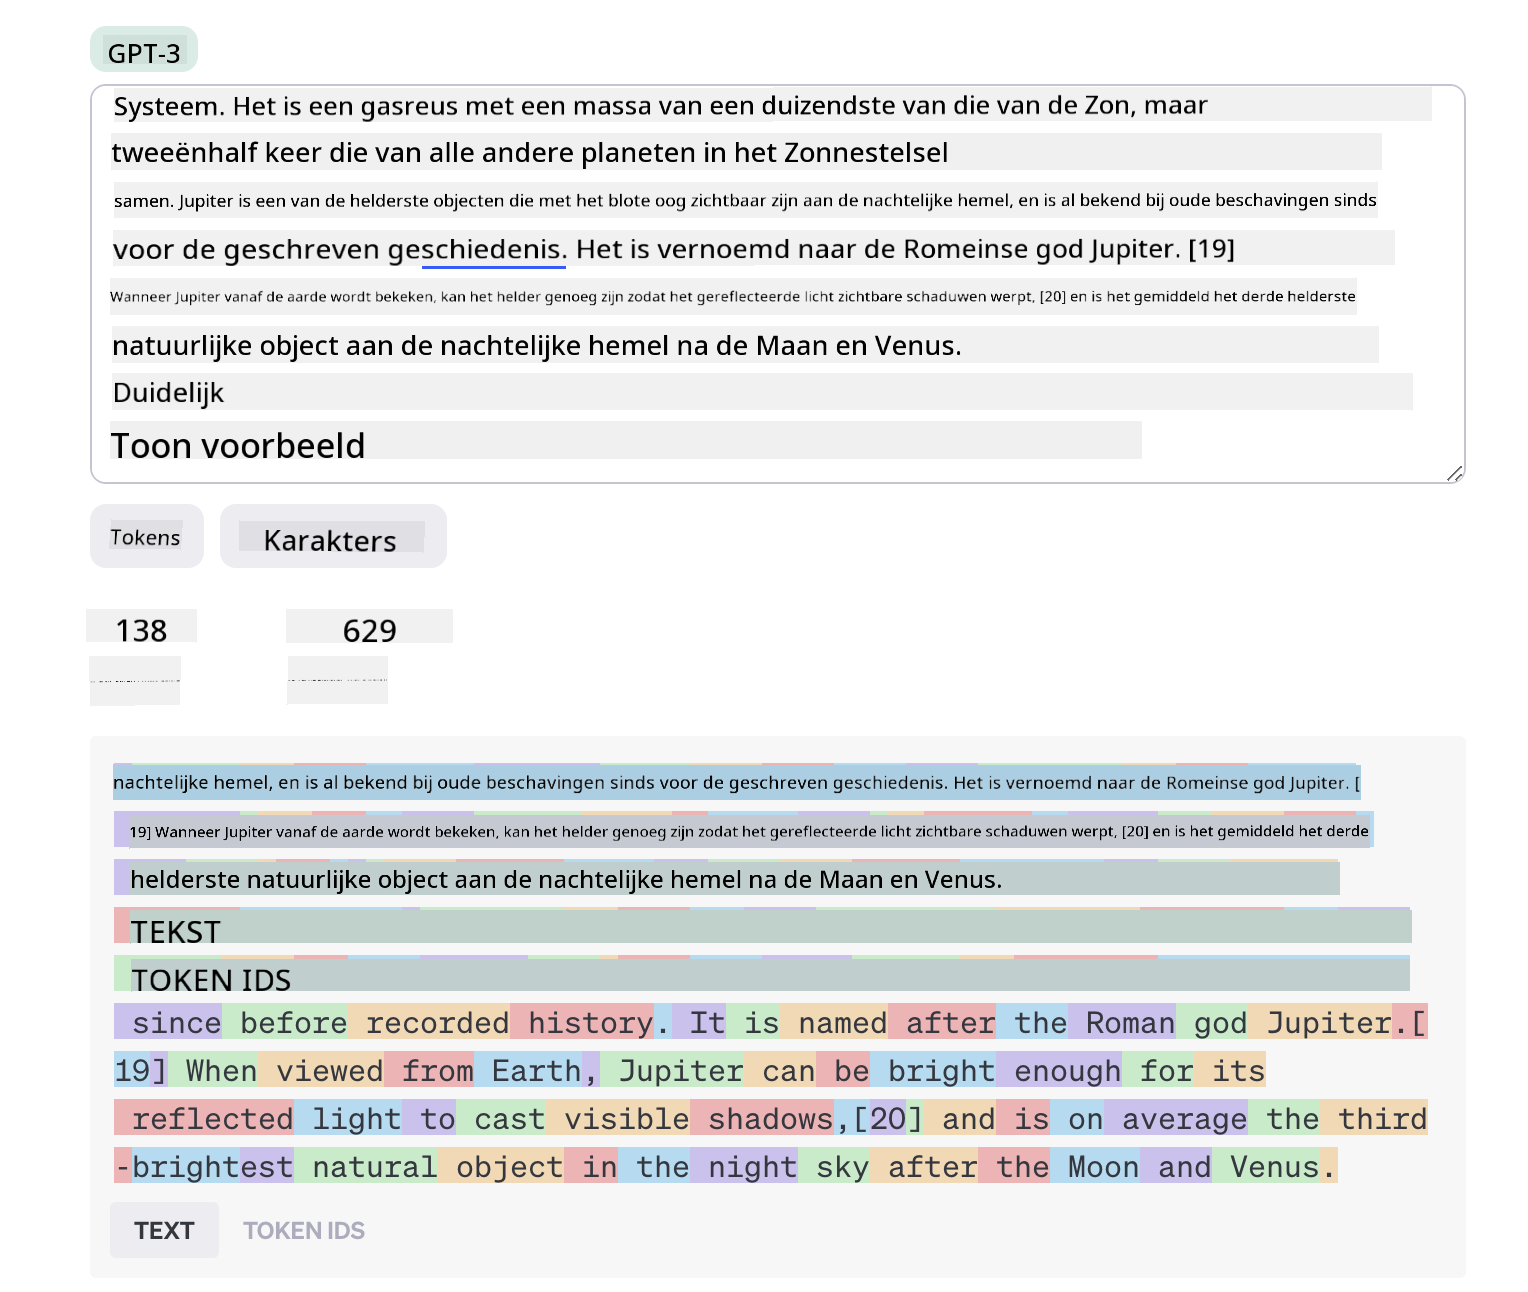 GPT-3
Systeem. Het is een gasreus met een massa van een duizendste van die van de Zon, maar
tweeënhalf keer die van alle andere planeten in het Zonnestelsel
samen. Jupiter is een van de helderste objecten die met het blote oog zichtbaar zijn aan de nachtelijke hemel, en is al bekend bij oude beschavingen sinds
voor de geschreven geschiedenis. Het is vernoemd naar de Romeinse god Jupiter. [19]
Wanneer Jupiter vanaf de aarde wordt bekeken, kan het helder genoeg zijn zodat het gereflecteerde licht zichtbare schaduwen werpt, [20] en is het gemiddeld het derde helderste
natuurlijke object aan de nachtelijke hemel na de Maan en Venus.
Duidelijk
Toon voorbeeld
Tokens Karakters
138 629
nachtelijke hemel, en is al bekend bij oude beschavingen sinds voor de geschreven geschiedenis. Het is vernoemd naar de Romeinse god Jupiter. [
19] Wanneer Jupiter vanaf de aarde wordt bekeken, kan het helder genoeg zijn zodat het gereflecteerde licht zichtbare schaduwen werpt, [20] en is het gemiddeld het derde
helderste natuurlijke object aan de nachtelijke hemel na de Maan en Venus.
TEKST
TOKEN IDS
since before recorded history. It is named after the Roman god Jupiter.[
19] When viewed from Earth, Jupiter can be bright enough for its
reflected light to cast visible shadows,[20] and is on average the third
-brightest natural object in the night sky after the Moon and Venus.
TEXT TOKEN IDS